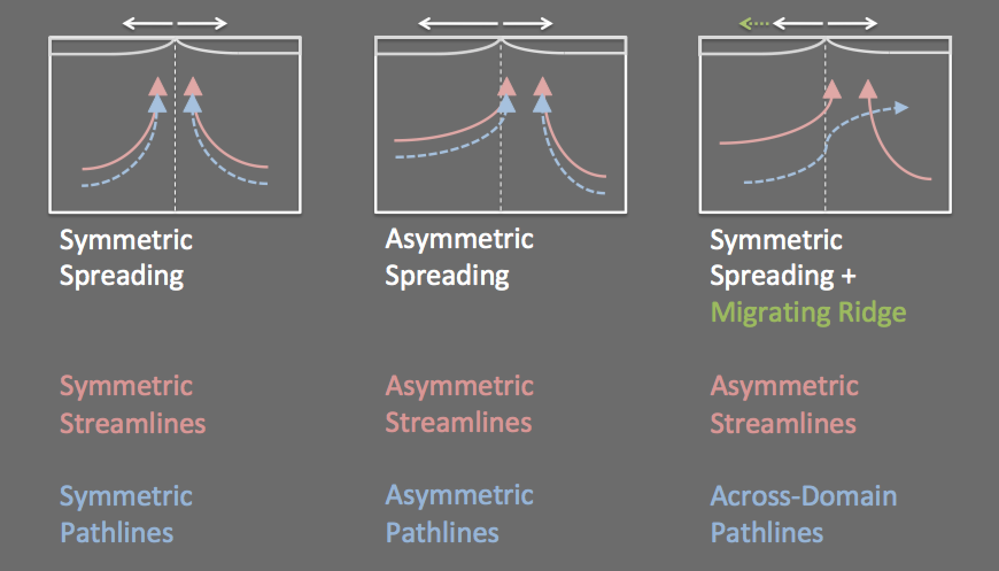 Symmetric
Spreading
Asymmetric
Spreading
Symmetric
Spreading +
Migrating Ridge
Symmetric
Streamlines
Asymmetric
Streamlines
Asymmetric
Streamlines
Symmetric
Pathlines
Asymmetric
Pathlines
Across-Domain
Pathlines